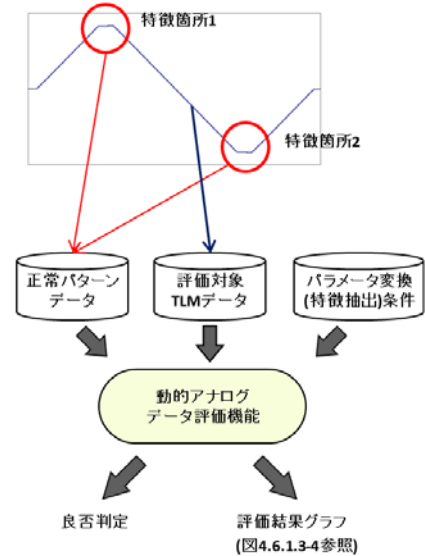 特徴箇所1
特徴箇所2
正常パターン
データ
評価対象
TLMデータ
パラメータ変換
(特徴抽出)条件
動的アナログ
データ評価機能
良否判定
評価結果グラフ
(図4.6.1.3-4参照)